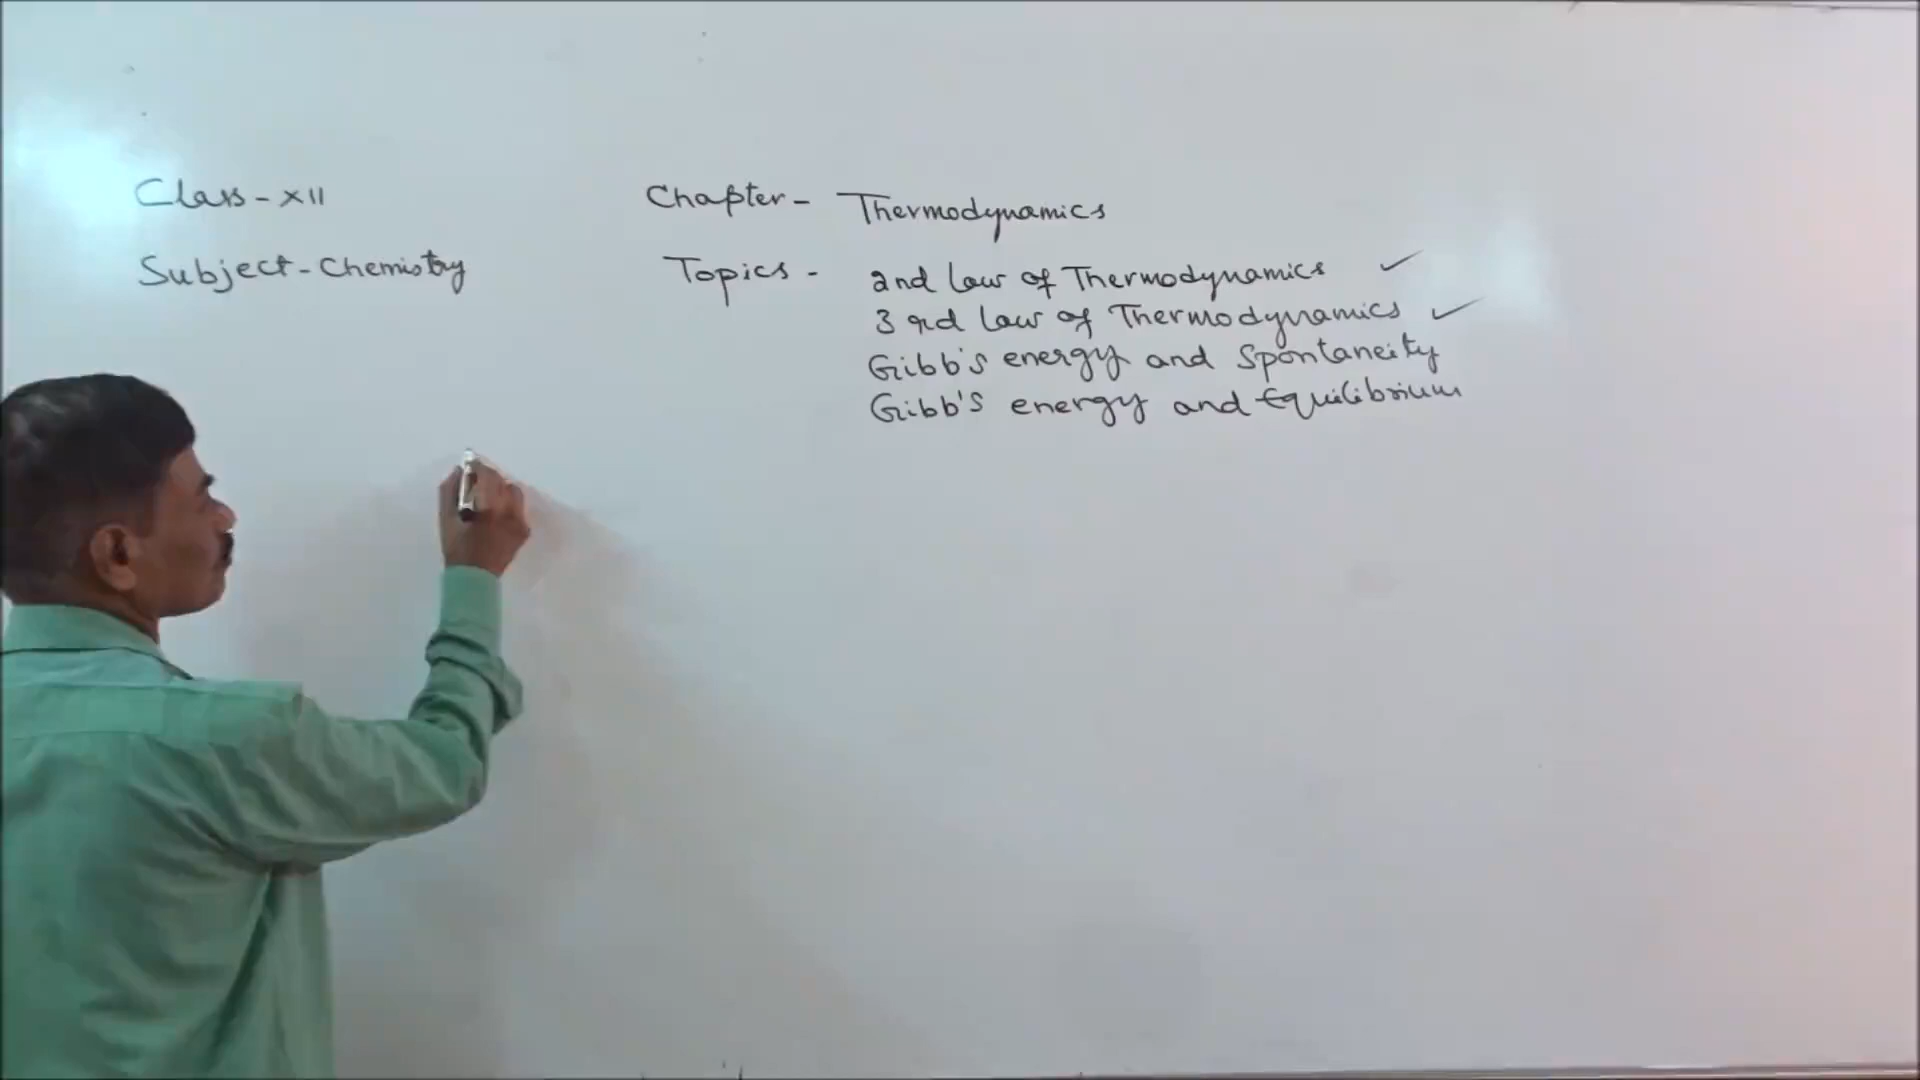 Class - XII
Subject - Chemistry
Chapter - Thermodynamics
Topics - 2nd Law of Thermodynamics ✓
3rd Law of Thermodynamics ✓
Gibb's energy and Spontaneity
Gibb's energy and Equilibrium